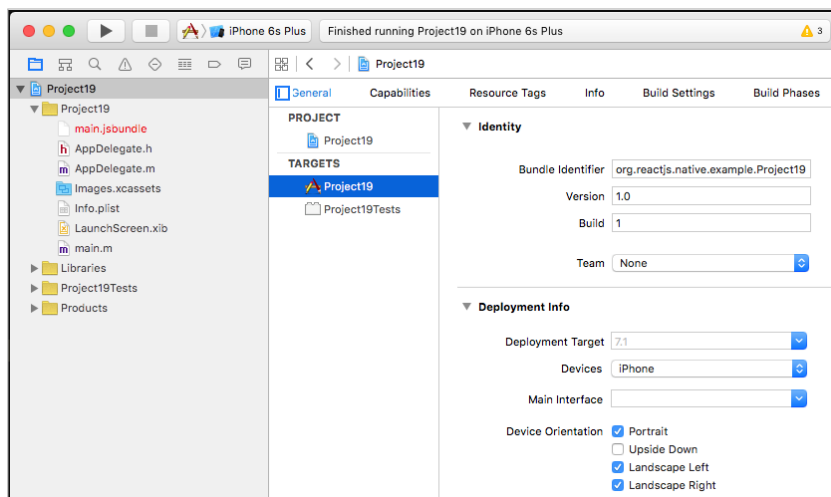 iPhone 6s Plus
Finished running Project19 on iPhone 6s Plus
3
Project19
Project19
General Capabilities Resource Tags Info Build Settings Build Phases
Project19
main.jsbundle
AppDelegate.h
AppDelegate.m
Images.xcassets
Info.plist
LaunchScreen.xib
main.m
Libraries
Project19Tests
Products
PROJECT
Project19
TARGETS
Project19
Project19Tests
Identity
Bundle Identifier org.reactjs.native.example.Project19
Version 1.0
Build 1
Team None
Deployment Info
Deployment Target 7.1
Devices iPhone
Main Interface
Device Orientation Portrait
Upside Down
Landscape Left
Landscape Right